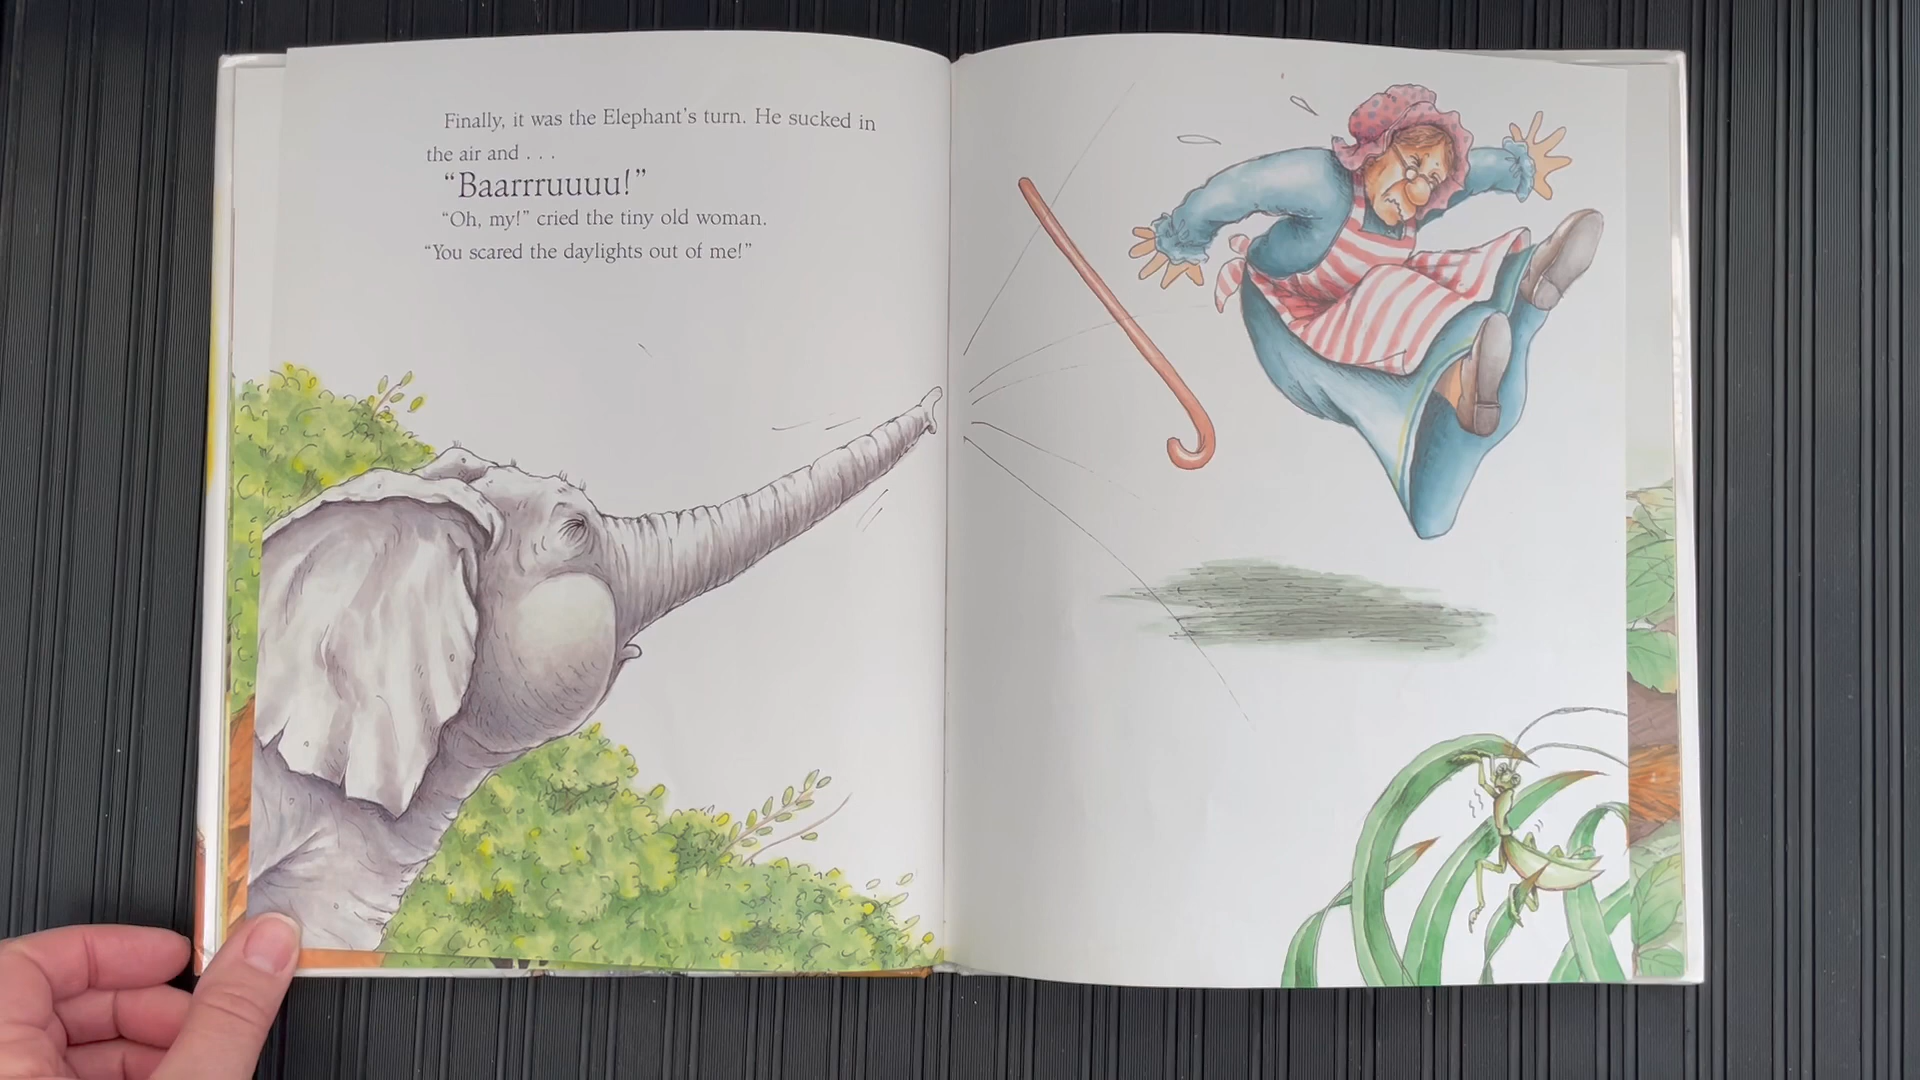 Finally, it was the Elephant's turn. He sucked in
the air and . . .
“Baarrruuuu!”
“Oh, my!” cried the tiny old woman.
“You scared the daylights out of me!”